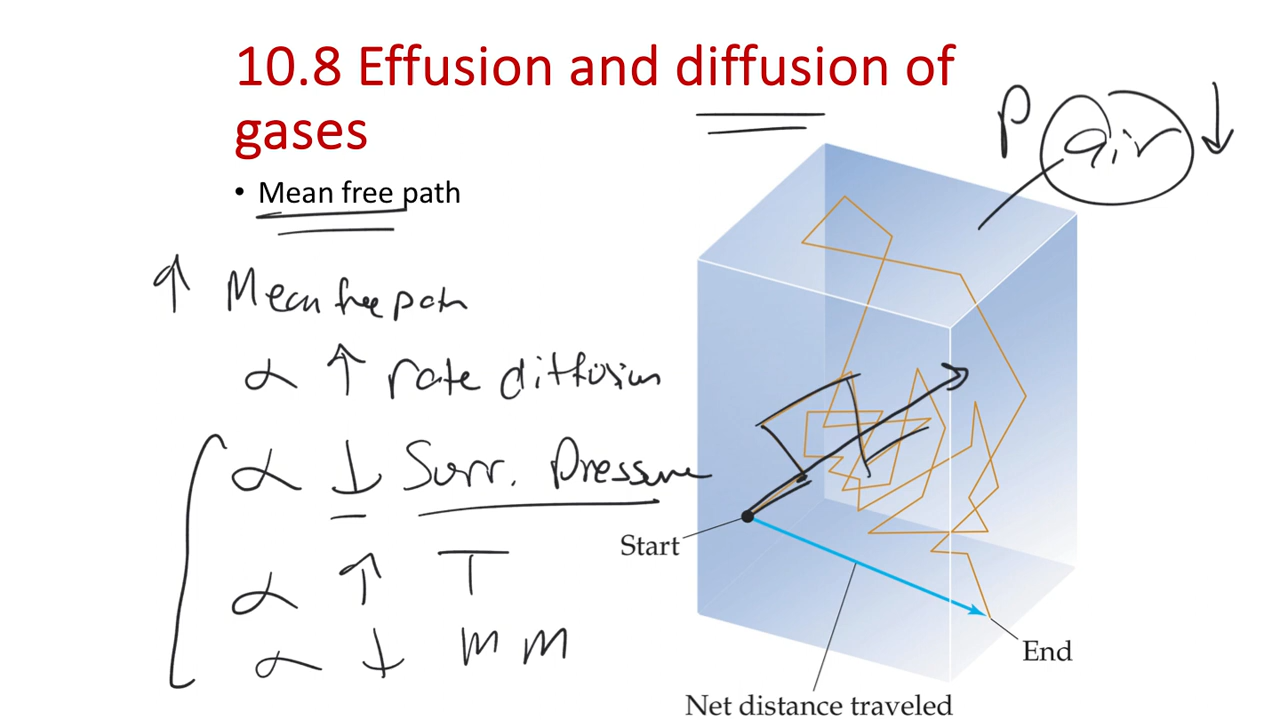 10.8 Effusion and diffusion of
gases
• Mean free path
P air ↓
↑ Mean free path
α ↑ rate diffusion
α ↓ Surr. Pressure
α ↑ T
α ↓ MM
Start
End
Net distance traveled